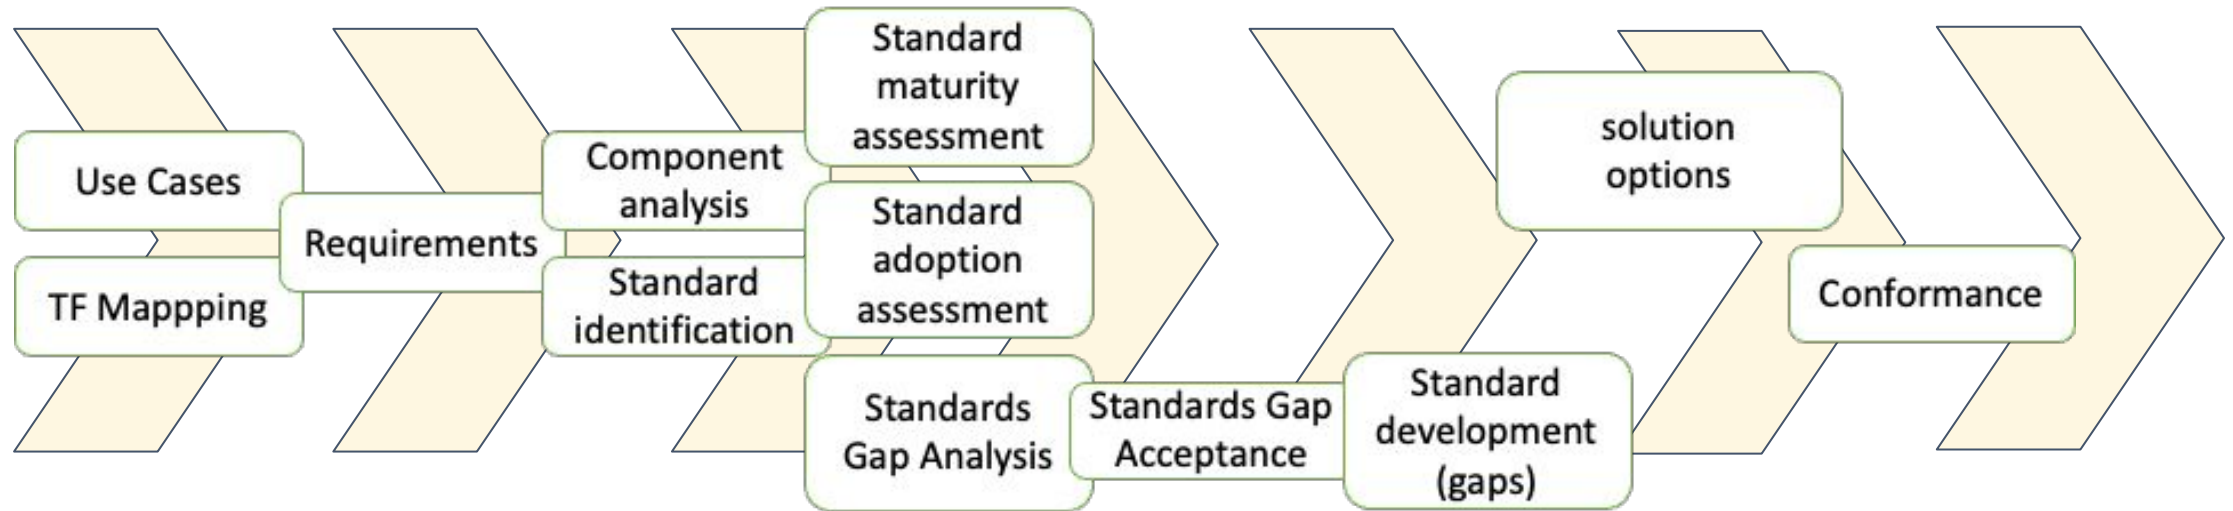 Use Cases
TF Mappping
Requirements
Component
analysis
Standard
identification
Standard
maturity
assessment
Standard
adoption
assessment
Standards
Gap Analysis
Standards Gap
Acceptance
Standard
development
(gaps)
solution
options
Conformance